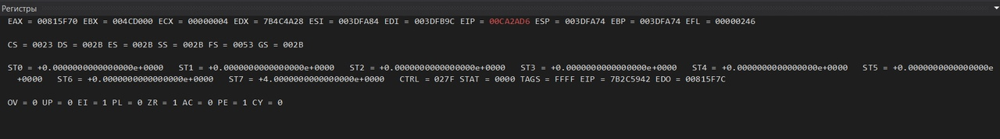 Регистры
EAX = 00815F70 EBX = 004CD000 ECX = 00000004 EDX = 7B4C4A28 ESI = 003DFA84 EDI = 003DFB9C EIP = 00CA2AD6 ESP = 003DFA74 EBP = 003DFA74 EFL = 00000246
CS = 0023 DS = 002B ES = 002B SS = 002B FS = 0053 GS = 002B
ST0 = +0.0000000000000000e+0000 ST1 = +0.0000000000000000e+0000 ST2 = +0.0000000000000000e+0000 ST3 = +0.0000000000000000e+0000 ST4 = +0.0000000000000000e+0000 ST5 = +0.0000000000000000e
+0000 ST6 = +0.0000000000000000e+0000 ST7 = +4.0000000000000000e+0000 CTRL = 027F STAT = 0000 TAGS = FFFF EIP = 7B2C5942 EDO = 00815F7C
OV = 0 UP = 0 EI = 1 PL = 0 ZR = 1 AC = 0 PE = 1 CY = 0